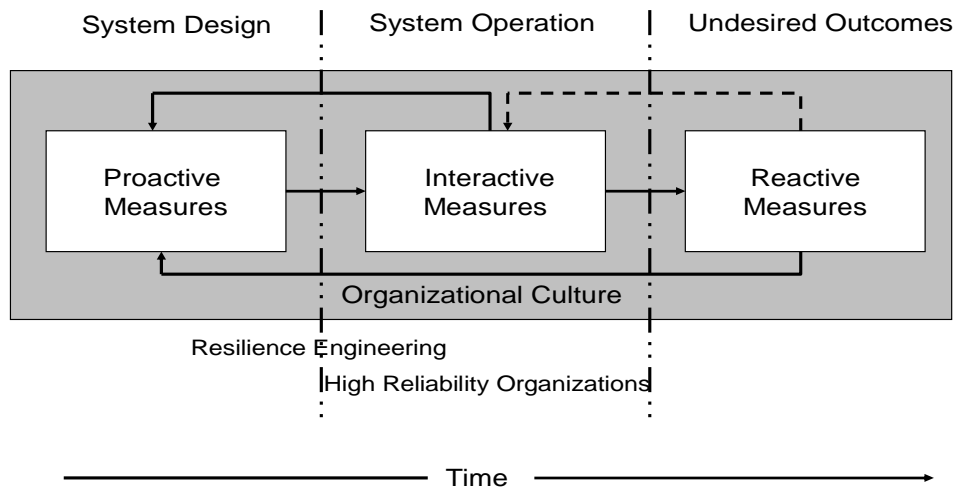 System Design
System Operation
Undesired Outcomes
Proactive
Measures
Interactive
Measures
Reactive
Measures
Organizational Culture
Resilience Engineering
High Reliability Organizations
Time